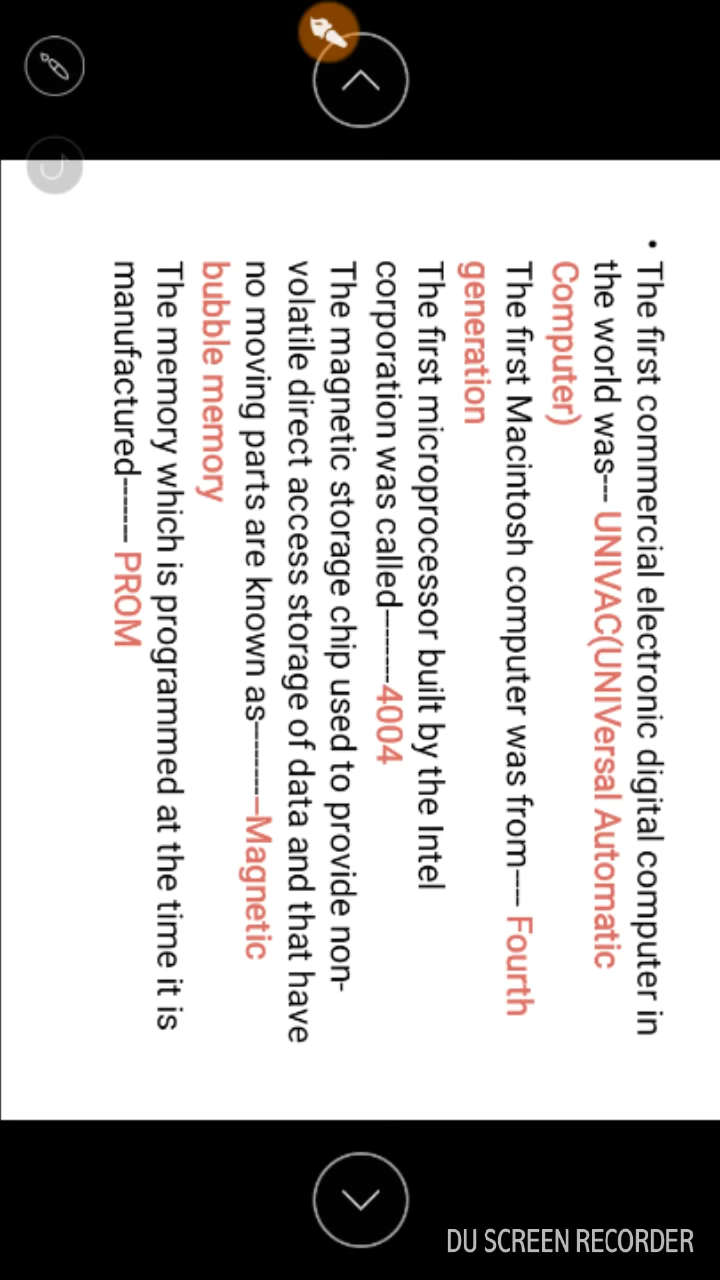 • The first commercial electronic digital computer in
the world was--- UNIVAC(UNIVersal Automatic
Computer)
The first Macintosh computer was from---- Fourth
generation
The first microprocessor built by the Intel
corporation was called--------4004
The magnetic storage chip used to provide non-
volatile direct access storage of data and that have
no moving parts are known as---------Magnetic
bubble memory
The memory which is programmed at the time it is
manufactured------- PROM
DU SCREEN RECORDER